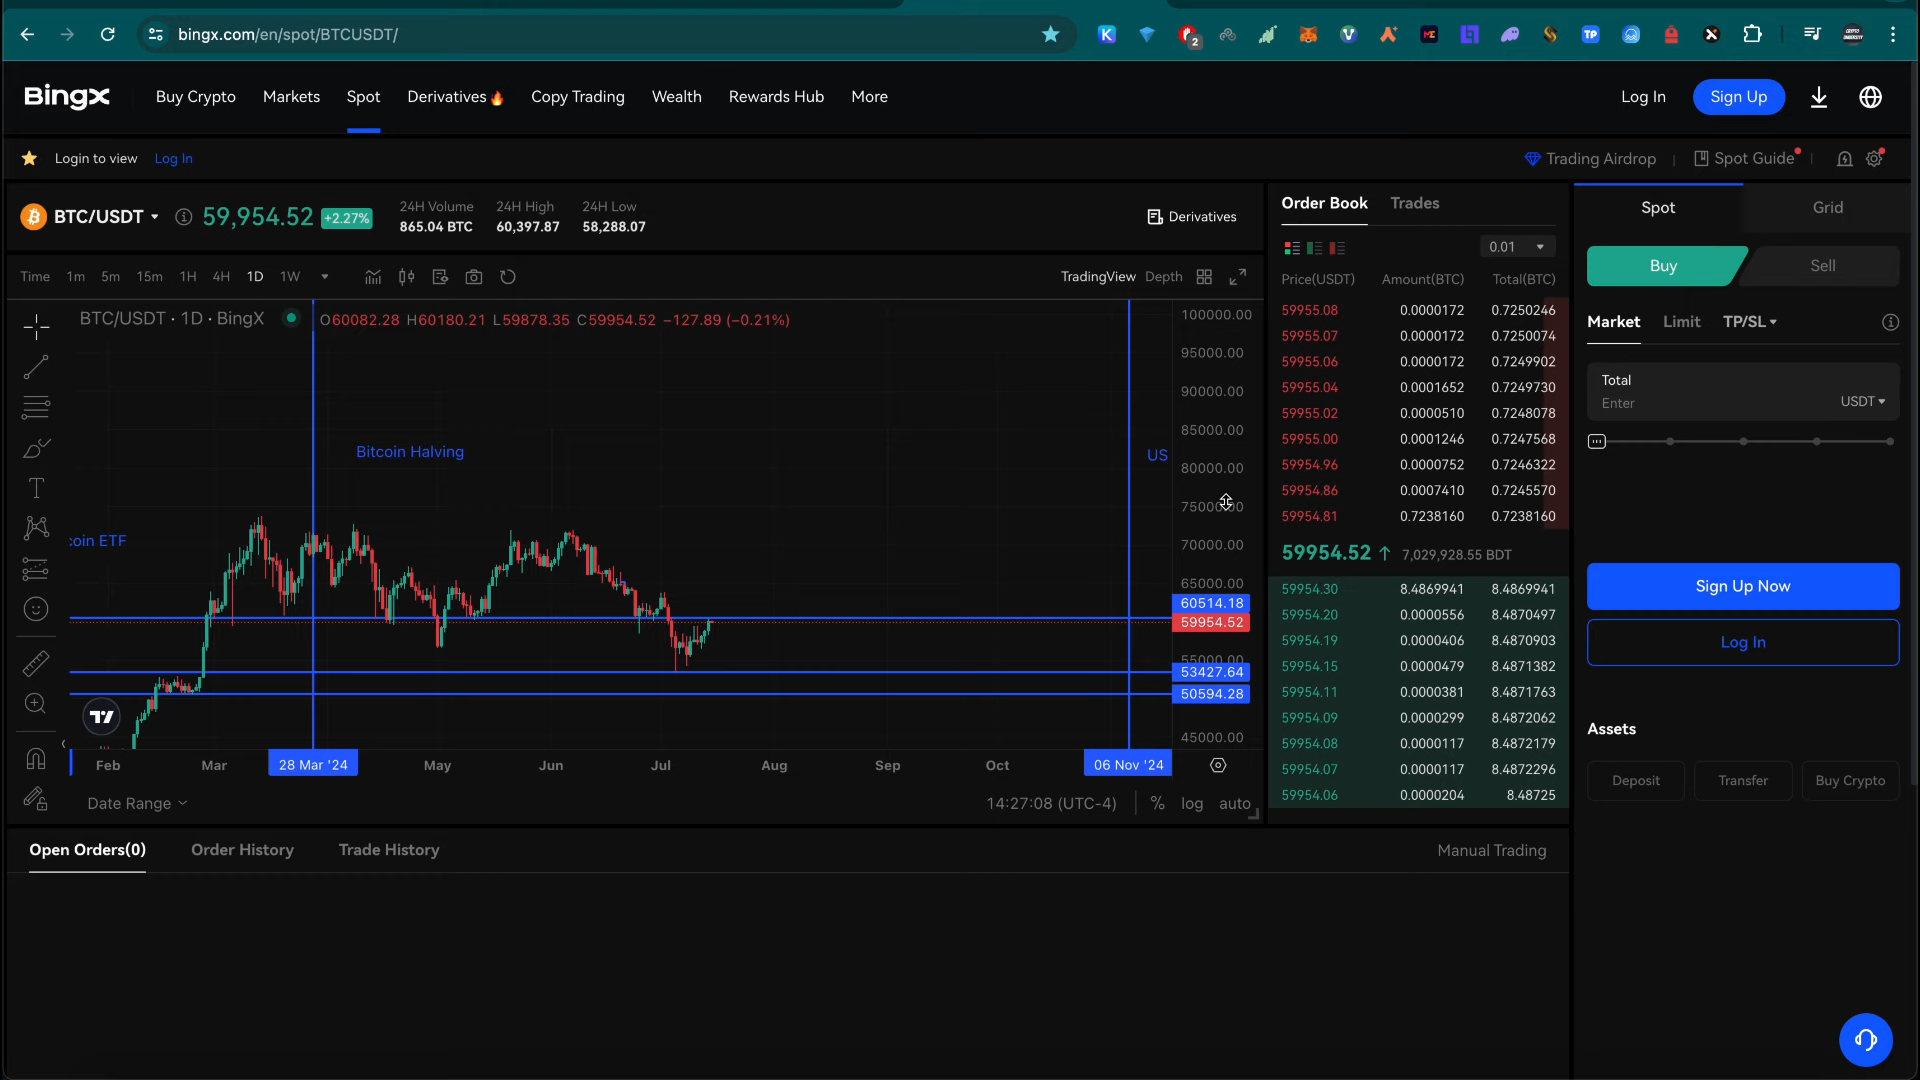 bingx.com/en/spot/BTCUSDT/
2
BingX
Buy Crypto Markets Spot Derivatives Copy Trading Wealth Rewards Hub More
Log In Sign Up
Login to view Log In
Trading Airdrop | Spot Guide
BTC/USDT 59,954.52 +2.27%
24H Volume 24H High 24H Low
865.04 BTC 60,397.87 58,288.07
Derivatives
Time 1m 5m 15m 1H 4H 1D 1W
TradingView Depth
BTC/USDT · 1D · BingX O60082.28 H60180.21 L59878.35 C59954.52 −127.89 (−0.21%)
Bitcoin Halving
US
coin ETF
100000.00
95000.00
90000.00
85000.00
80000.00
75000.00
70000.00
65000.00
60514.18
59954.52
55000.00
53427.64
50594.28
45000.00
Feb Mar 28 Mar '24 May Jun Jul Aug Sep Oct 06 Nov '24
Date Range 14:27:08 (UTC-4) % log auto
Order Book Trades
0.01
Price(USDT) Amount(BTC) Total(BTC)
59955.08 0.0000172 0.7250246
59955.07 0.0000172 0.7250074
59955.06 0.0000172 0.7249902
59955.04 0.0001652 0.7249730
59955.02 0.0000510 0.7248078
59955.00 0.0001246 0.7247568
59954.96 0.0000752 0.7246322
59954.86 0.0007410 0.7245570
59954.81 0.7238160 0.7238160
59954.52 ↑ 7,029,928.55 BDT
59954.30 8.4869941 8.4869941
59954.20 0.0000556 8.4870497
59954.19 0.0000406 8.4870903
59954.15 0.0000479 8.4871382
59954.11 0.0000381 8.4871763
59954.09 0.0000299 8.4872062
59954.08 0.0000117 8.4872179
59954.07 0.0000117 8.4872296
59954.06 0.0000204 8.48725
Spot Grid
Buy Sell
Market Limit TP/SL
Total
Enter USDT
Sign Up Now
Log In
Assets
Deposit Transfer Buy Crypto
Open Orders(0) Order History Trade History
Manual Trading